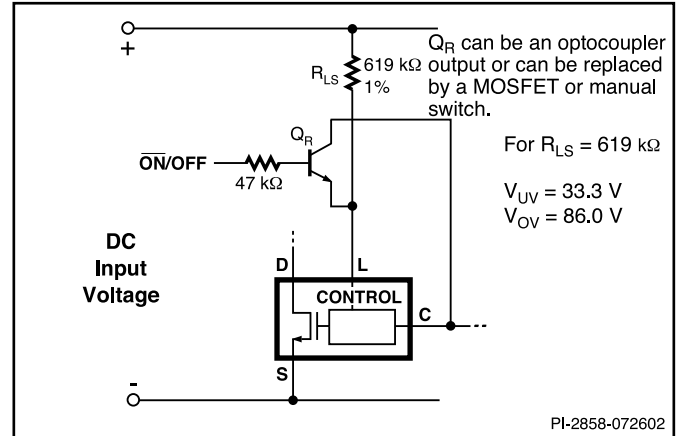 +
R_LS
619 kΩ
1%
Q_R can be an optocoupler
output or can be replaced
by a MOSFET or manual
switch.
Q_R
O̅N̅/OFF
47 kΩ
For R_LS = 619 kΩ
V_UV = 33.3 V
V_OV = 86.0 V
DC
Input
Voltage
D
L
CONTROL
C
S
-
PI-2858-072602